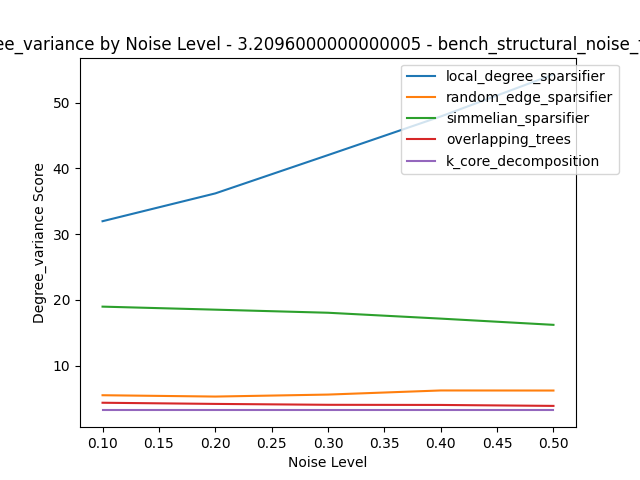 ee_variance by Noise Level - 3.2096000000000005 - bench_structural_noise_
local_degree_sparsifier
random_edge_sparsifier
simmelian_sparsifier
overlapping_trees
k_core_decomposition
Degree_variance Score
50
40
30
20
10
0.10 0.15 0.20 0.25 0.30 0.35 0.40 0.45 0.50
Noise Level